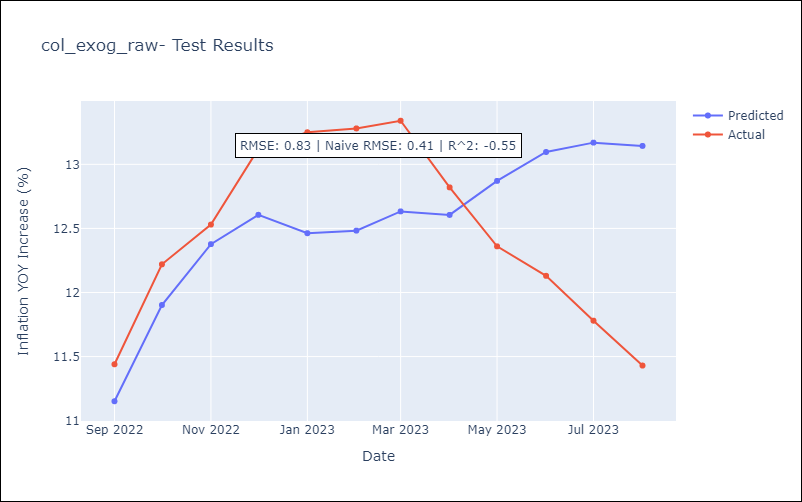 col_exog_raw- Test Results
Predicted
Actual
RMSE: 0.83 | Naive RMSE: 0.41 | R^2: -0.55
13
12.5
12
11.5
11
Inflation YOY Increase (%)
Sep 2022 Nov 2022 Jan 2023 Mar 2023 May 2023 Jul 2023
Date